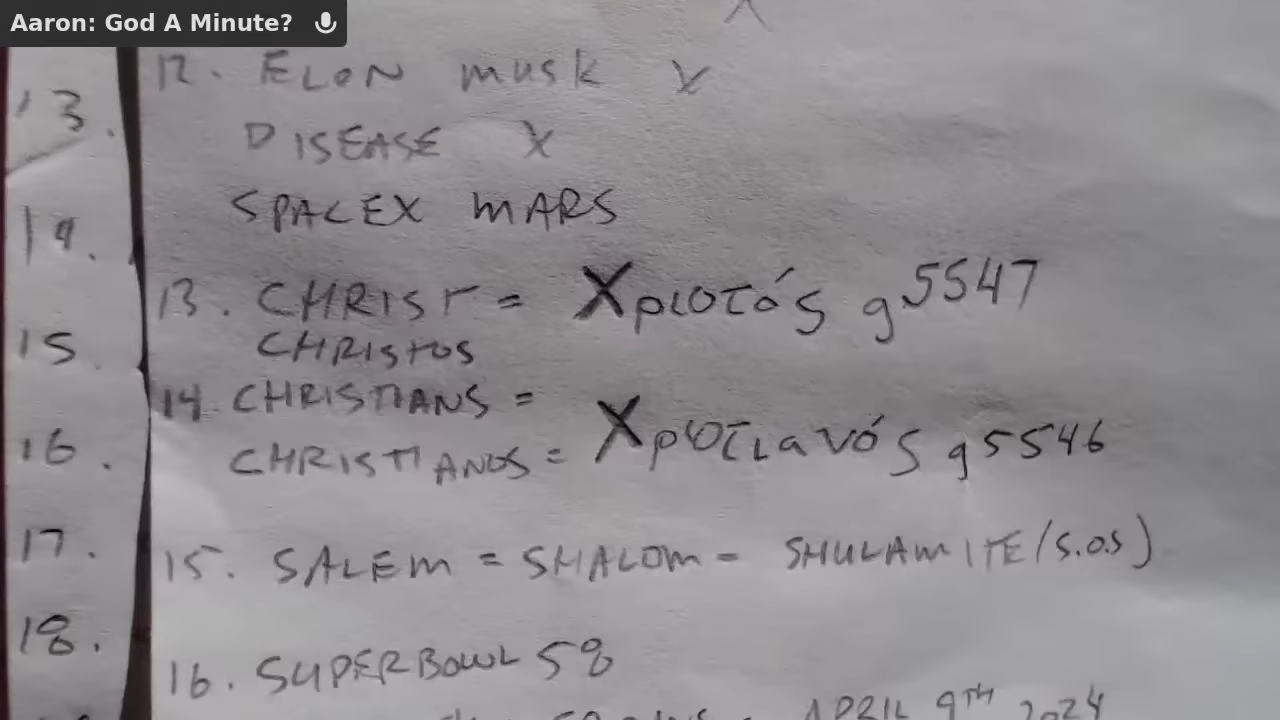 Aaron: God A Minute?
12. ELON musk X
13. DISEASE X
SPACEX MARS
14.
13. CHRIST = Χριστός g5547
15. CHRISTOS
14 CHRISTIANS =
16. CHRISTIANOS = Χριστιανός g5546
17. 15. SALEM = SHALOM = SHULAMITE/S.O.S)
18.
16. SUPERBOWL 58
APRIL 9TH 2024